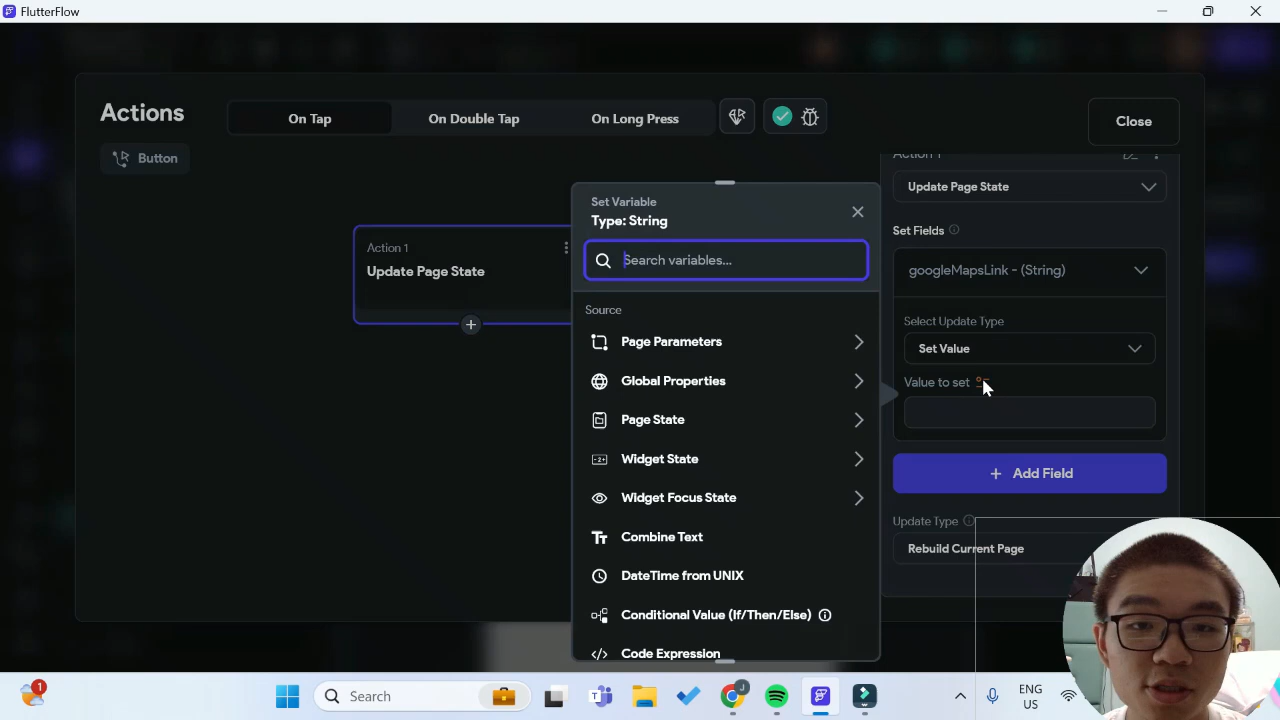 FlutterFlow
Actions
On Tap
On Double Tap
On Long Press
Close
Button
Action 1
Update Page State
Action 1
Update Page State
Set Fields
googleMapsLink - (String)
Select Update Type
Set Value
Value to set
Add Field
Update Type
Rebuild Current Page
Set Variable
Type: String
Search variables...
Source
Page Parameters
Global Properties
Page State
Widget State
Widget Focus State
Combine Text
DateTime from UNIX
Conditional Value (If/Then/Else)
Code Expression
1
Search
J
ENG
US